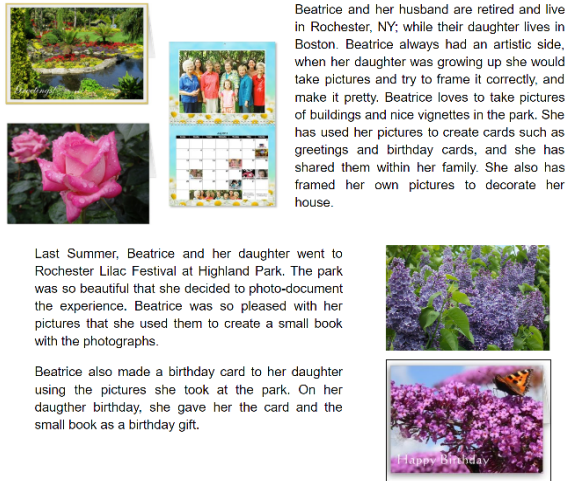 Beatrice and her husband are retired and live
in Rochester, NY; while their daughter lives in
Boston. Beatrice always had an artistic side,
when her daughter was growing up she would
take pictures and try to frame it correctly, and
make it pretty. Beatrice loves to take pictures
of buildings and nice vignettes in the park. She
has used her pictures to create cards such as
greetings and birthday cards, and she has
shared them within her family. She also has
framed her own pictures to decorate her
house.
Last Summer, Beatrice and her daughter went to
Rochester Lilac Festival at Highland Park. The park
was so beautiful that she decided to photo-document
the experience. Beatrice was so pleased with her
pictures that she used them to create a small book
with the photographs.
Beatrice also made a birthday card to her daughter
using the pictures she took at the park. On her
daugther birthday, she gave her the card and the
small book as a birthday gift.
Happy Birthday